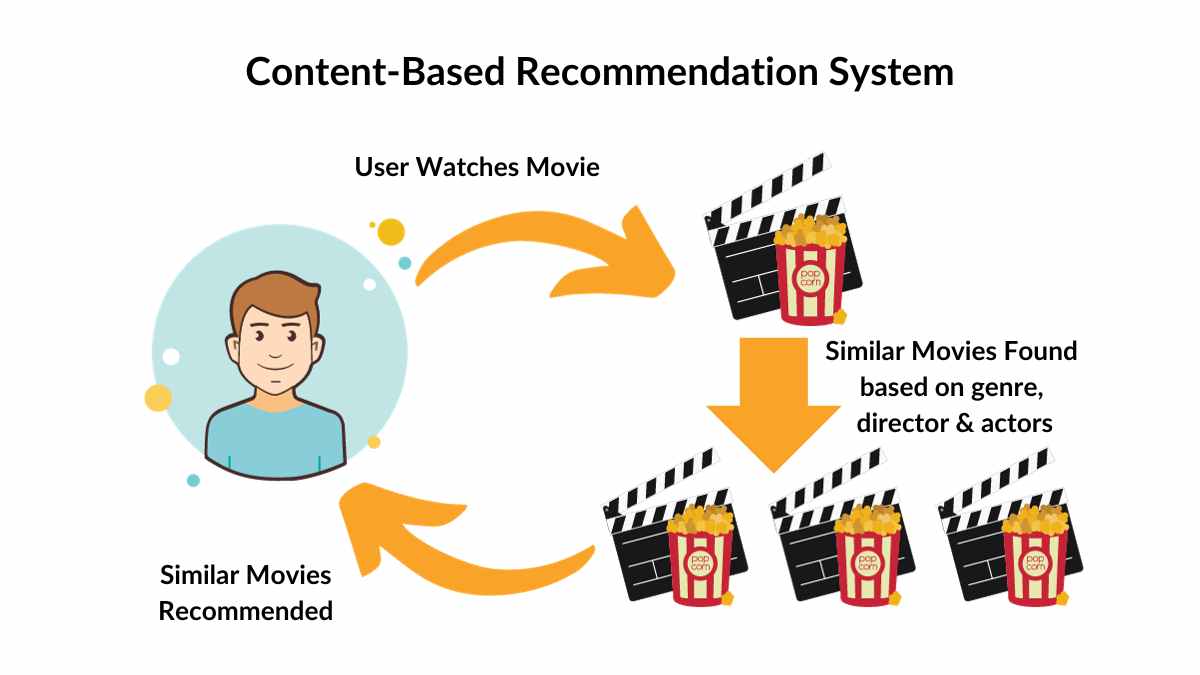 Content-Based Recommendation System
User Watches Movie
pop
corn
Similar Movies Found
based on genre,
director & actors
pop
corn
pop
corn
pop
corn
Similar Movies
Recommended